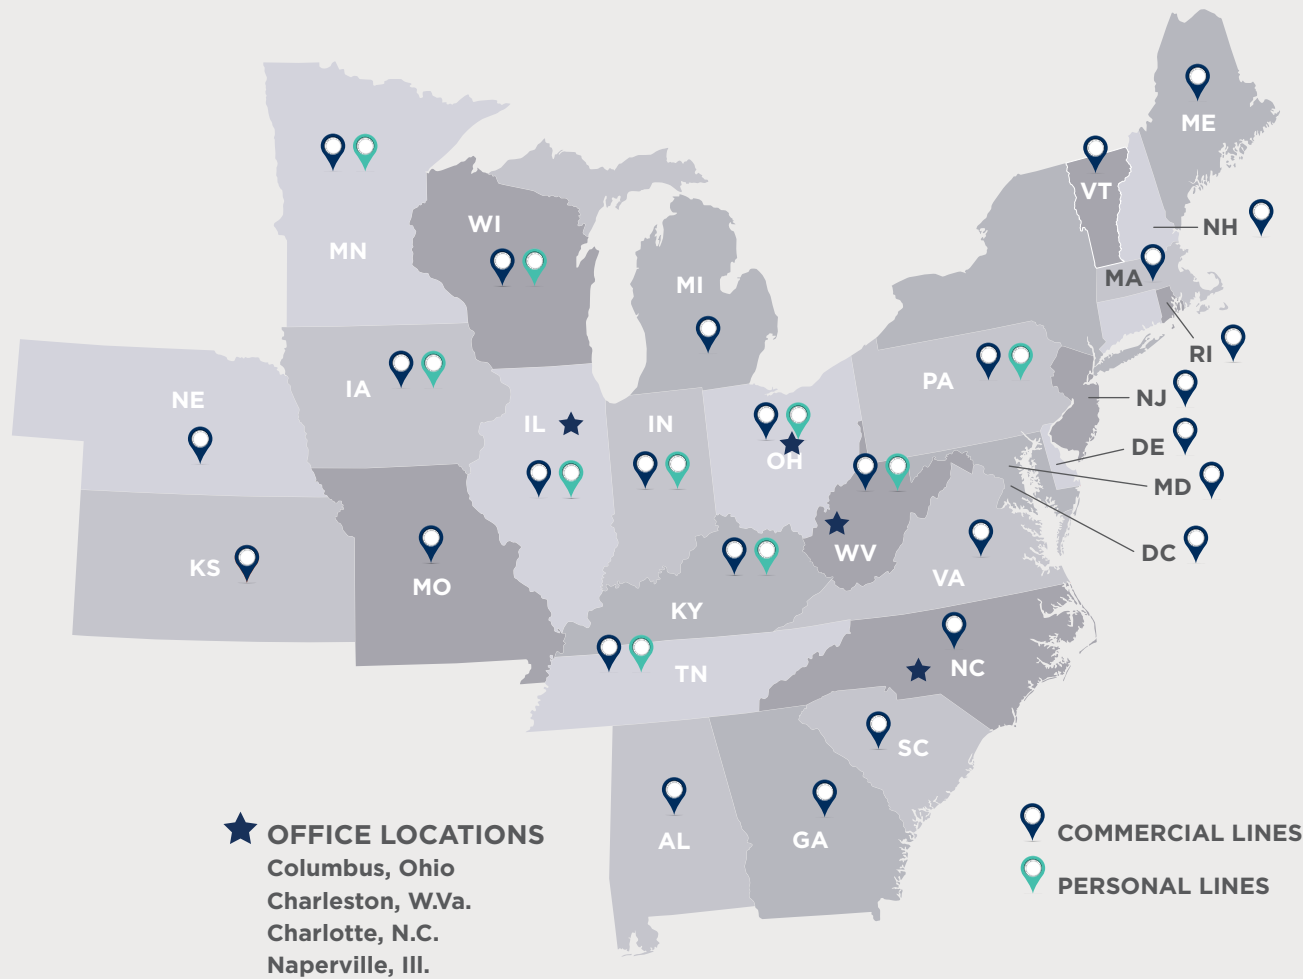 ME
VT
NH
WI
MN
MI
MA
RI
PA
IA
NE
NJ
IL
IN
DE
OH
MD
WV
DC
KS
VA
MO
KY
NC
TN
SC
AL
GA
OFFICE LOCATIONS
Columbus, Ohio
Charleston, W.Va.
Charlotte, N.C.
Naperville, Ill.
COMMERCIAL LINES
PERSONAL LINES